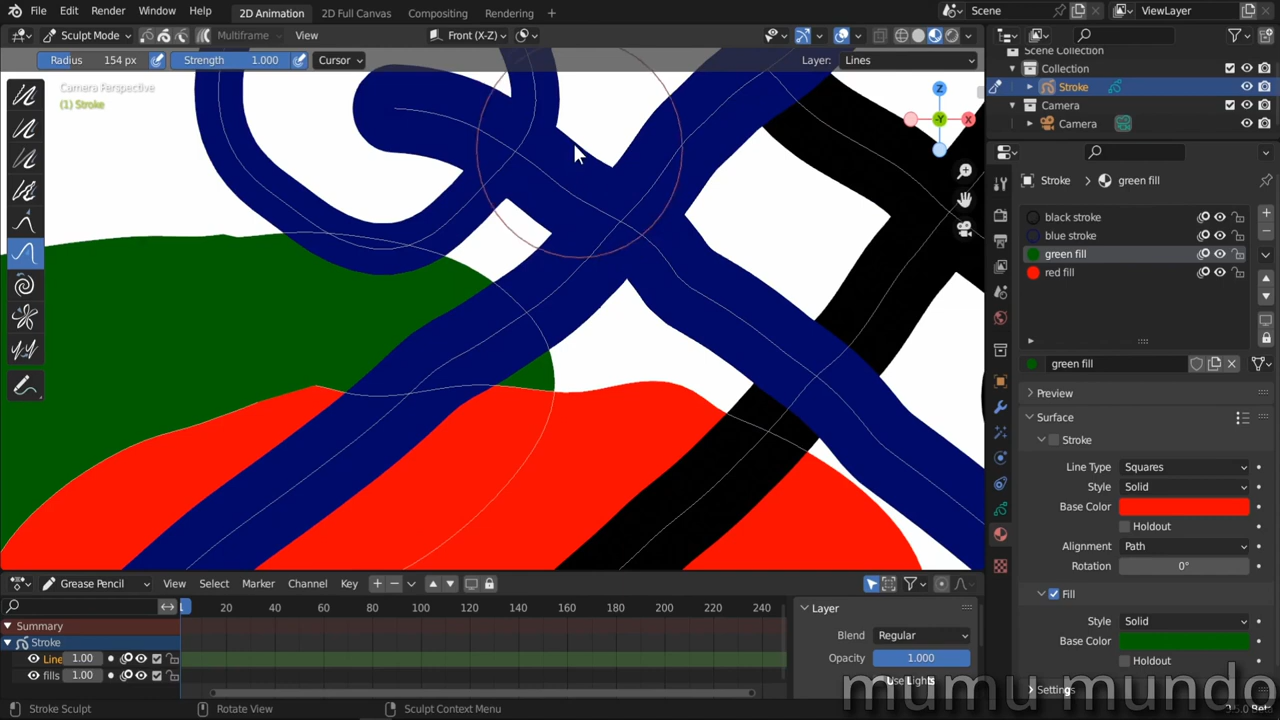 File Edit Render Window Help 2D Animation 2D Full Canvas Compositing Rendering + Scene ViewLayer
Sculpt Mode Multiframe View Front (X-Z)
Radius 154 px Strength 1.000 Cursor Layer: Lines
Camera Perspective
(1) Stroke
Z
-Y X
Scene Collection
Collection
Stroke
Camera
Camera
Stroke > green fill
black stroke
blue stroke
green fill
red fill
green fill
Preview
Surface
Stroke
Line Type Squares
Style Solid
Base Color
Holdout
Alignment Path
Rotation 0°
Fill
Style Solid
Base Color
Holdout
Settings
Grease Pencil View Select Marker Channel Key
1 20 40 60 80 100 120 140 160 180 200 220 240
Summary
Stroke
Line 1.00
fills 1.00
Layer
Blend Regular
Opacity 1.000
Use Lights
mumu mundo
Stroke Sculpt Rotate View Sculpt Context Menu 3.5.0 Beta